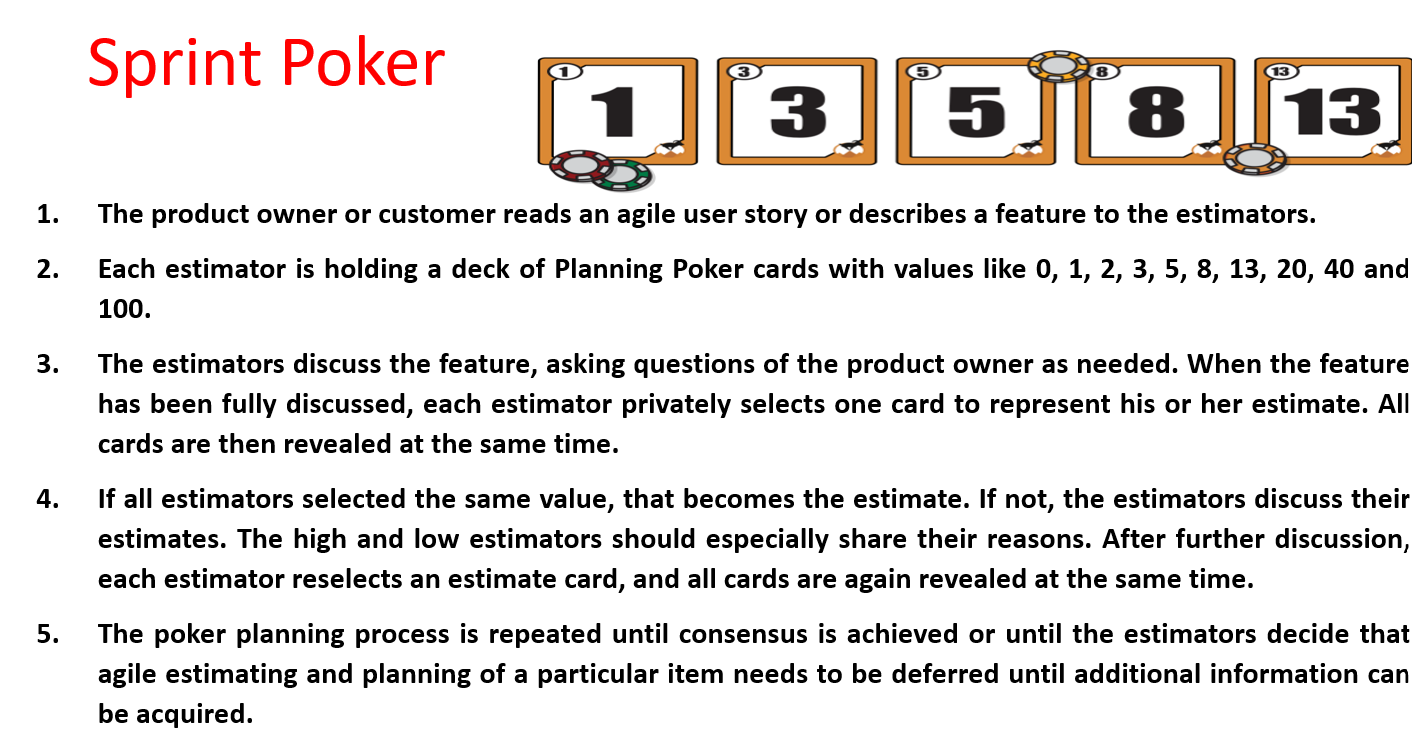 Sprint Poker
1 3 5 8 13
1 3 5 8 13
1. The product owner or customer reads an agile user story or describes a feature to the estimators.
2. Each estimator is holding a deck of Planning Poker cards with values like 0, 1, 2, 3, 5, 8, 13, 20, 40 and
100.
3. The estimators discuss the feature, asking questions of the product owner as needed. When the feature
has been fully discussed, each estimator privately selects one card to represent his or her estimate. All
cards are then revealed at the same time.
4. If all estimators selected the same value, that becomes the estimate. If not, the estimators discuss their
estimates. The high and low estimators should especially share their reasons. After further discussion,
each estimator reselects an estimate card, and all cards are again revealed at the same time.
5. The poker planning process is repeated until consensus is achieved or until the estimators decide that
agile estimating and planning of a particular item needs to be deferred until additional information can
be acquired.